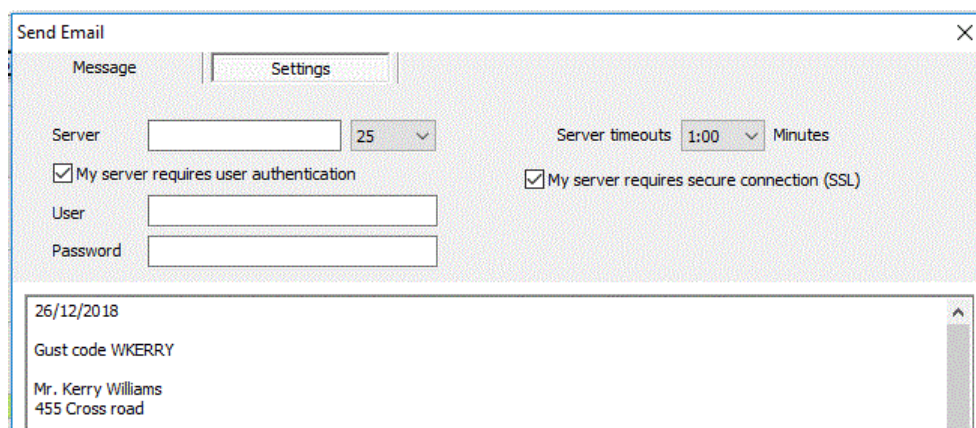 Send Email
Message Settings
Server 25 Server timeouts 1:00 Minutes
My server requires user authentication
My server requires secure connection (SSL)
User
Password
26/12/2018
Gust code WKERRY
Mr. Kerry Williams
455 Cross road